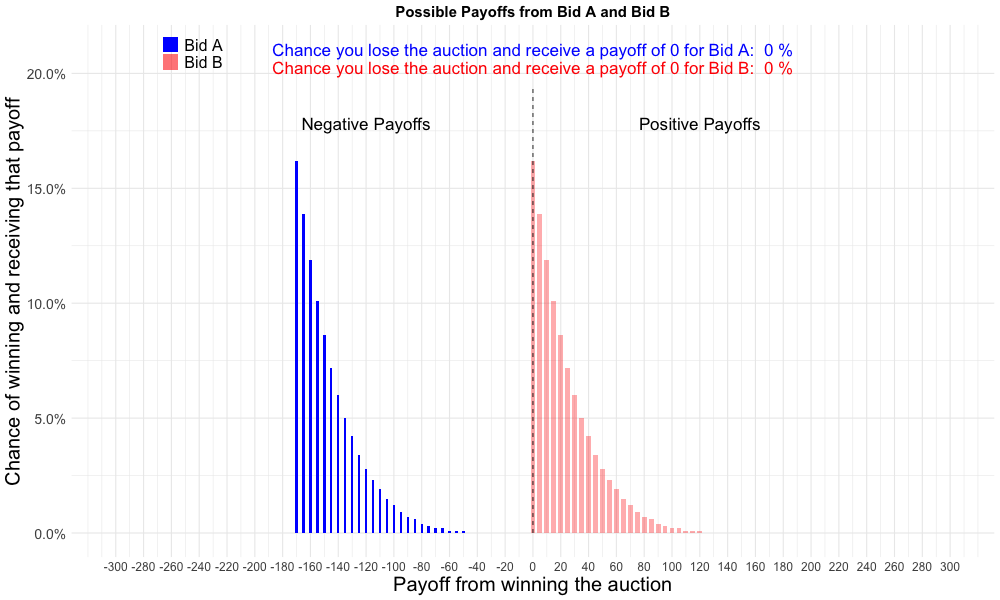 Possible Payoffs from Bid A and Bid B
Bid A
Bid B
Chance you lose the auction and receive a payoff of 0 for Bid A:  0 %
Chance you lose the auction and receive a payoff of 0 for Bid B:  0 %
Negative Payoffs
Positive Payoffs
Chance of winning and receiving that payoff
20.0%
15.0%
10.0%
5.0%
0.0%
-300 -280 -260 -240 -220 -200 -180 -160 -140 -120 -100 -80 -60 -40 -20 0 20 40 60 80 100 120 140 160 180 200 220 240 260 280 300
Payoff from winning the auction